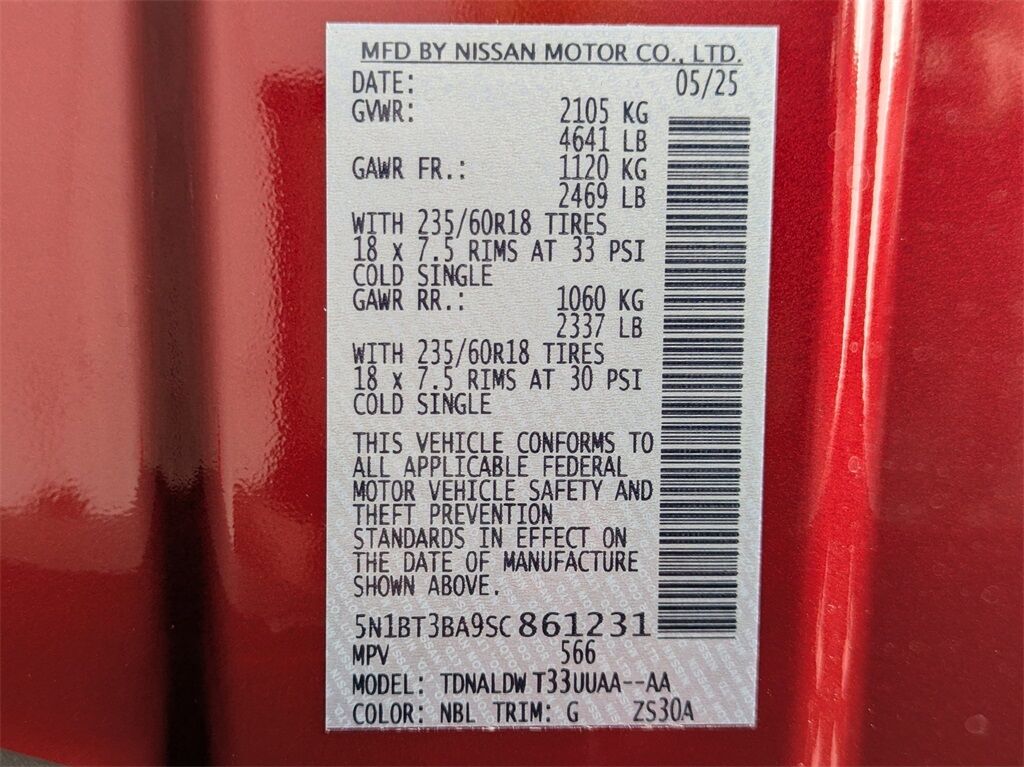 MFD BY NISSAN MOTOR CO., LTD.
DATE: 05/25
GVWR: 2105 KG
4641 LB
GAWR FR.: 1120 KG
2469 LB
WITH 235/60R18 TIRES
18 x 7.5 RIMS AT 33 PSI
COLD SINGLE
GAWR RR.: 1060 KG
2337 LB
WITH 235/60R18 TIRES
18 x 7.5 RIMS AT 30 PSI
COLD SINGLE
THIS VEHICLE CONFORMS TO
ALL APPLICABLE FEDERAL
MOTOR VEHICLE SAFETY AND
THEFT PREVENTION
STANDARDS IN EFFECT ON
THE DATE OF MANUFACTURE
SHOWN ABOVE.
5N1BT3BA9SC861231
MPV 566
MODEL: TDNALDW T33UUAA--AA
COLOR: NBL TRIM: G ZS30A